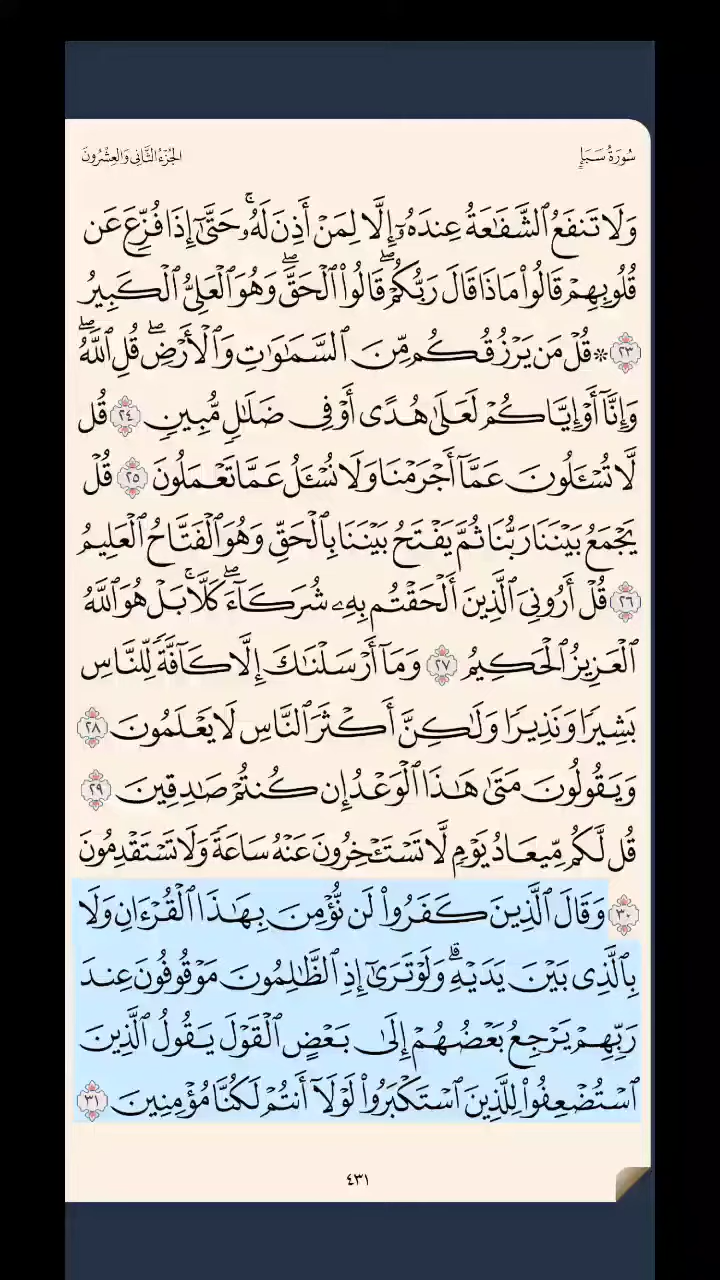 سُورَةُ سَبَإٍ
الجُزْءُ الثَّانِي وَالعِشْرُونَ
وَلَا تَنفَعُ ٱلشَّفَٰعَةُ عِندَهُۥٓ إِلَّا لِمَنْ أَذِنَ لَهُۥۚ حَتَّىٰٓ إِذَا فُزِّعَ عَن
قُلُوبِهِمْ قَالُوا۟ مَاذَا قَالَ رَبُّكُمْۖ قَالُوا۟ ٱلْحَقَّۖ وَهُوَ ٱلْعَلِىُّ ٱلْكَبِيرُ
٢٣ ۞ قُلْ مَن يَرْزُقُكُم مِّنَ ٱلسَّمَٰوَٰتِ وَٱلْأَرْضِۖ قُلِ ٱللَّهُۖ
وَإِنَّآ أَوْ إِيَّاكُمْ لَعَلَىٰ هُدًى أَوْ فِى ضَلَٰلٍ مُّبِينٍ ٢٤ قُل
لَّا تُسْـَٔلُونَ عَمَّآ أَجْرَمْنَا وَلَا نُسْـَٔلُ عَمَّا تَعْمَلُونَ ٢٥ قُلْ
يَجْمَعُ بَيْنَنَا رَبُّنَا ثُمَّ يَفْتَحُ بَيْنَنَا بِٱلْحَقِّ وَهُوَ ٱلْفَتَّاحُ ٱلْعَلِيمُ
٢٦ قُلْ أَرُونِىَ ٱلَّذِينَ أَلْحَقْتُم بِهِۦ شُرَكَآءَۖ كَلَّاۚ بَلْ هُوَ ٱللَّهُ
ٱلْعَزِيزُ ٱلْحَكِيمُ ٢٧ وَمَآ أَرْسَلْنَٰكَ إِلَّا كَآفَّةً لِّلنَّاسِ
بَشِيرًا وَنَذِيرًا وَلَٰكِنَّ أَكْثَرَ ٱلنَّاسِ لَا يَعْلَمُونَ ٢٨
وَيَقُولُونَ مَتَىٰ هَٰذَا ٱلْوَعْدُ إِن كُنتُمْ صَٰدِقِينَ ٢٩
قُل لَّكُم مِّيعَادُ يَوْمٍ لَّا تَسْتَـْٔخِرُونَ عَنْهُ سَاعَةً وَلَا تَسْتَقْدِمُونَ
٣٠ وَقَالَ ٱلَّذِينَ كَفَرُوا۟ لَن نُّؤْمِنَ بِهَٰذَا ٱلْقُرْءَانِ وَلَا
بِٱلَّذِى بَيْنَ يَدَيْهِۗ وَلَوْ تَرَىٰٓ إِذِ ٱلظَّٰلِمُونَ مَوْقُوفُونَ عِندَ
رَبِّهِمْ يَرْجِعُ بَعْضُهُمْ إِلَىٰ بَعْضٍ ٱلْقَوْلَ يَقُولُ ٱلَّذِينَ
ٱسْتُضْعِفُوا۟ لِلَّذِينَ ٱسْتَكْبَرُوا۟ لَوْلَآ أَنتُمْ لَكُنَّا مُؤْمِنِينَ ٣١
٤٣١